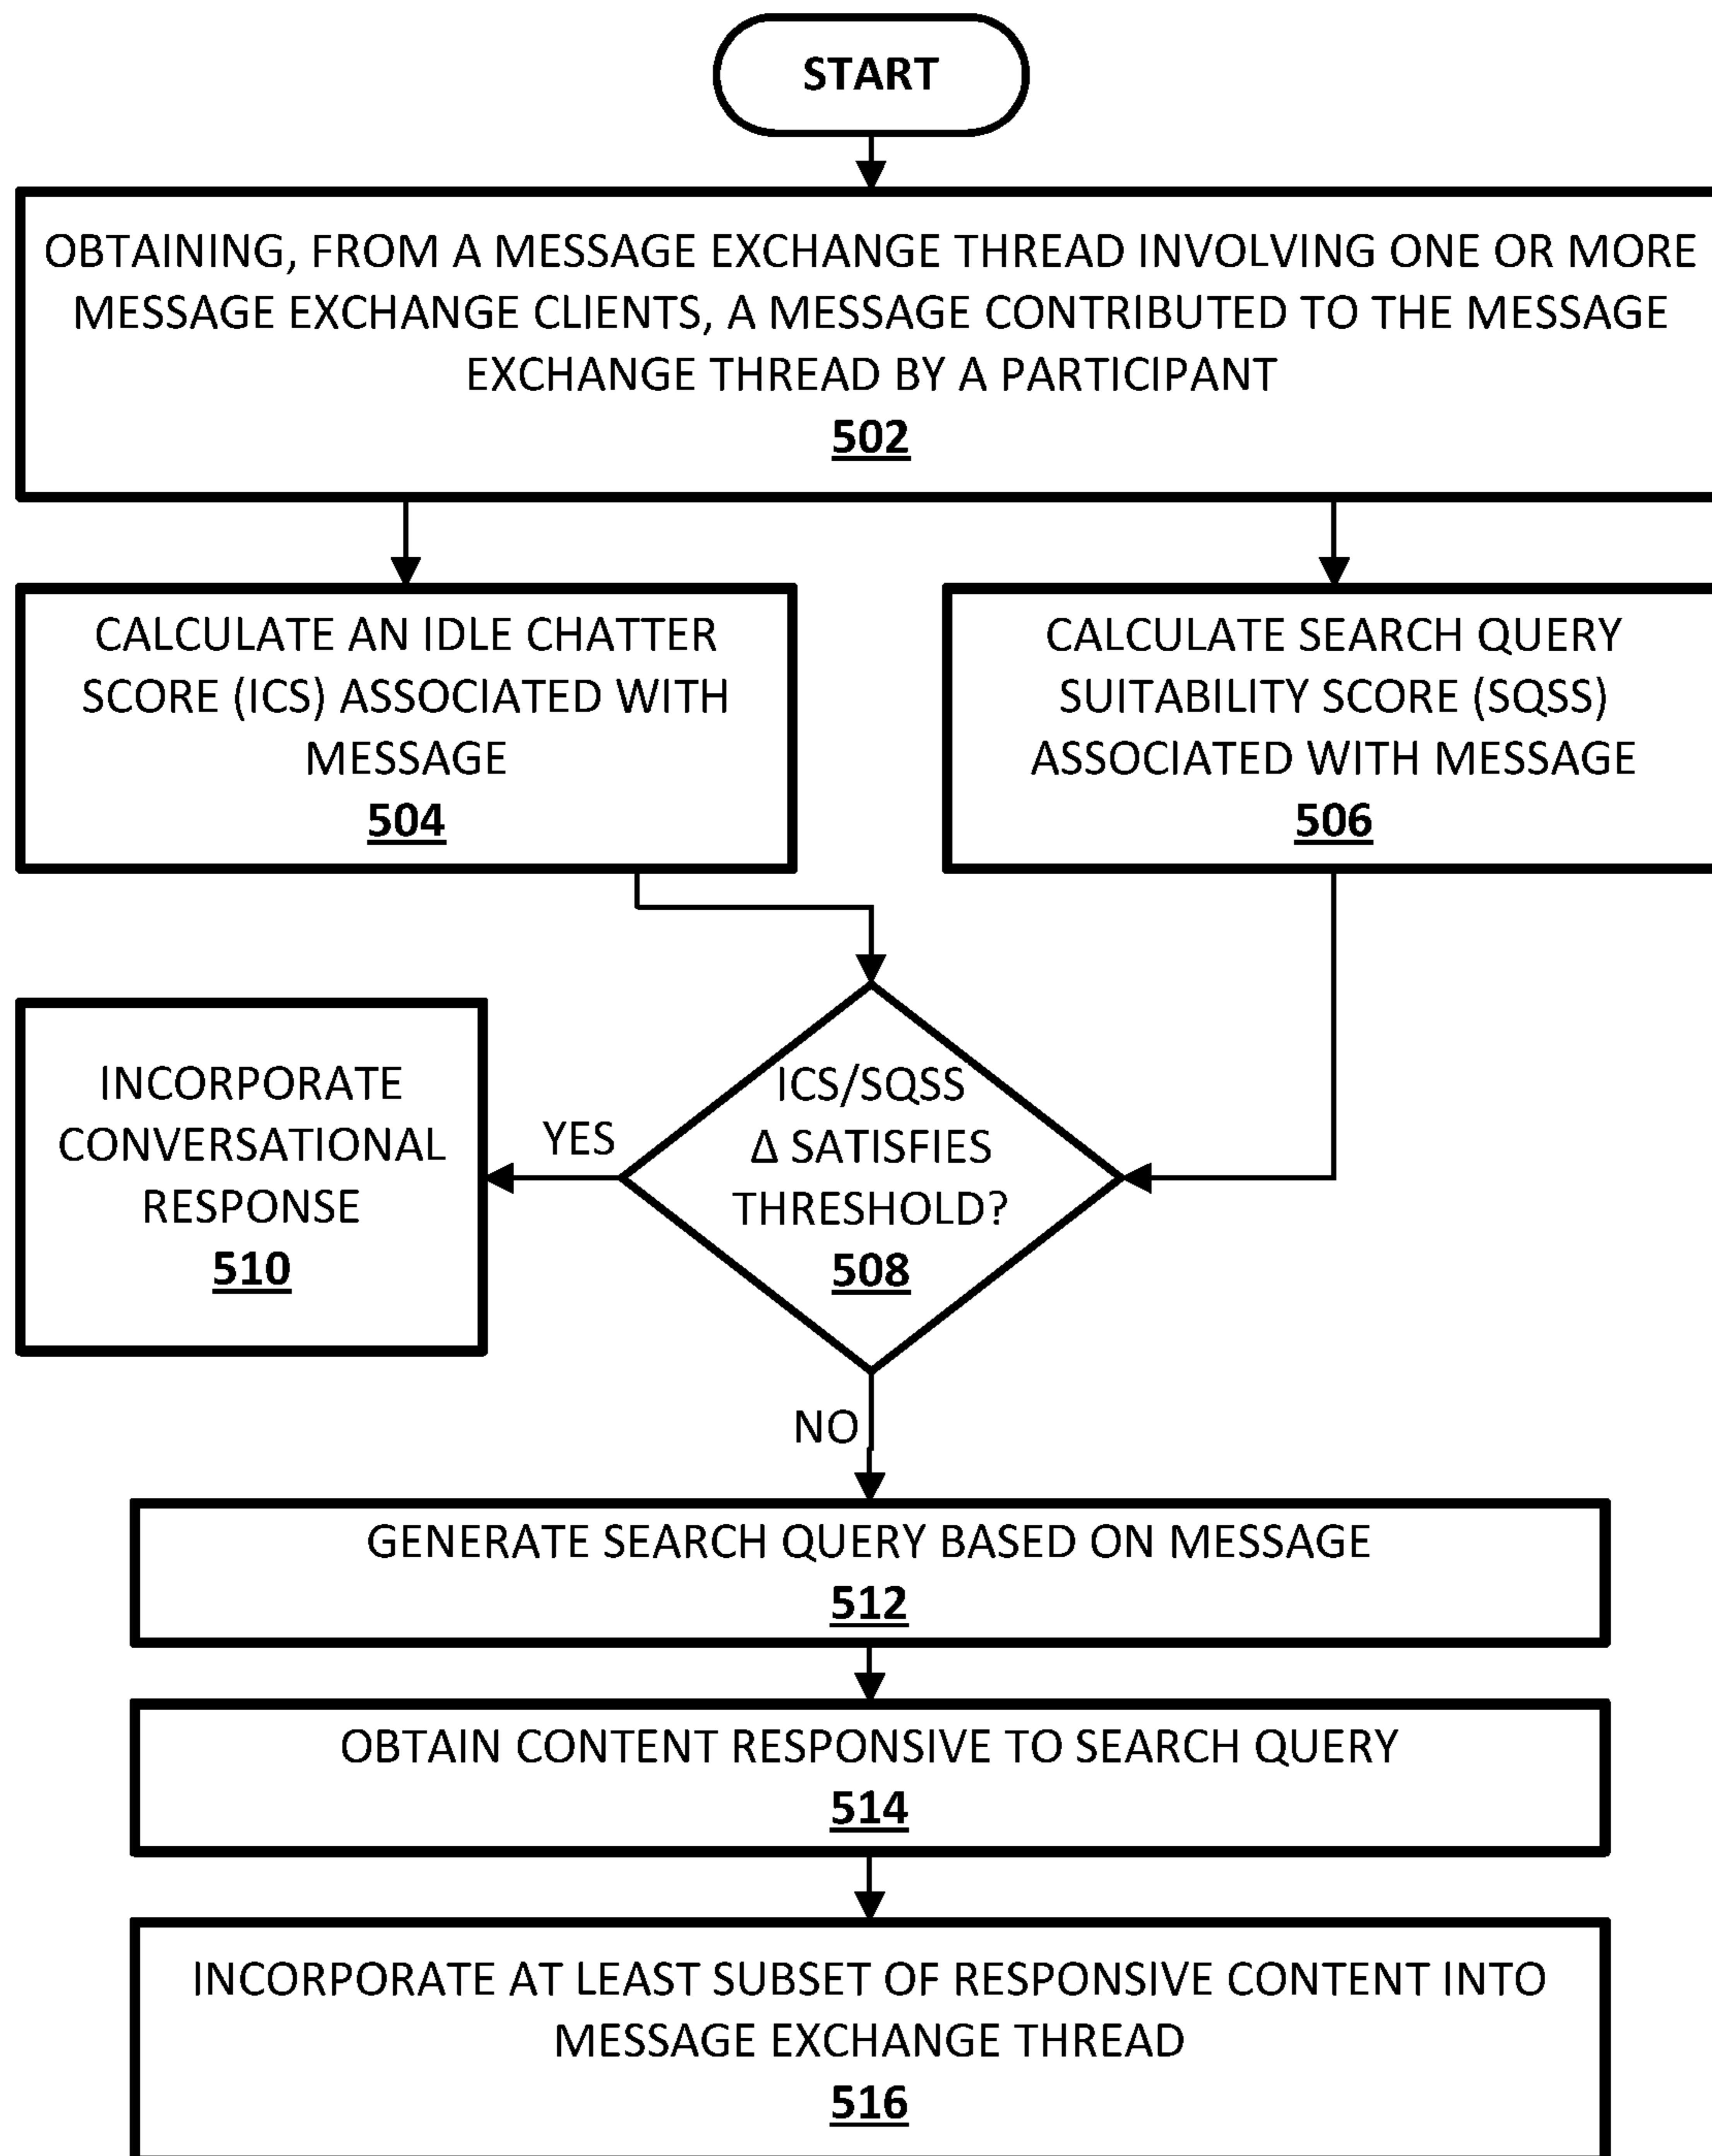 START
OBTAINING, FROM A MESSAGE EXCHANGE THREAD INVOLVING ONE OR MORE
MESSAGE EXCHANGE CLIENTS, A MESSAGE CONTRIBUTED TO THE MESSAGE
EXCHANGE THREAD BY A PARTICIPANT
502
CALCULATE AN IDLE CHATTER
SCORE (ICS) ASSOCIATED WITH
MESSAGE
504
CALCULATE SEARCH QUERY
SUITABILITY SCORE (SQSS)
ASSOCIATED WITH MESSAGE
506
ICS/SQSS
Δ SATISFIES
THRESHOLD?
508
YES
INCORPORATE
CONVERSATIONAL
RESPONSE
510
NO
GENERATE SEARCH QUERY BASED ON MESSAGE
512
OBTAIN CONTENT RESPONSIVE TO SEARCH QUERY
514
INCORPORATE AT LEAST SUBSET OF RESPONSIVE CONTENT INTO
MESSAGE EXCHANGE THREAD
516